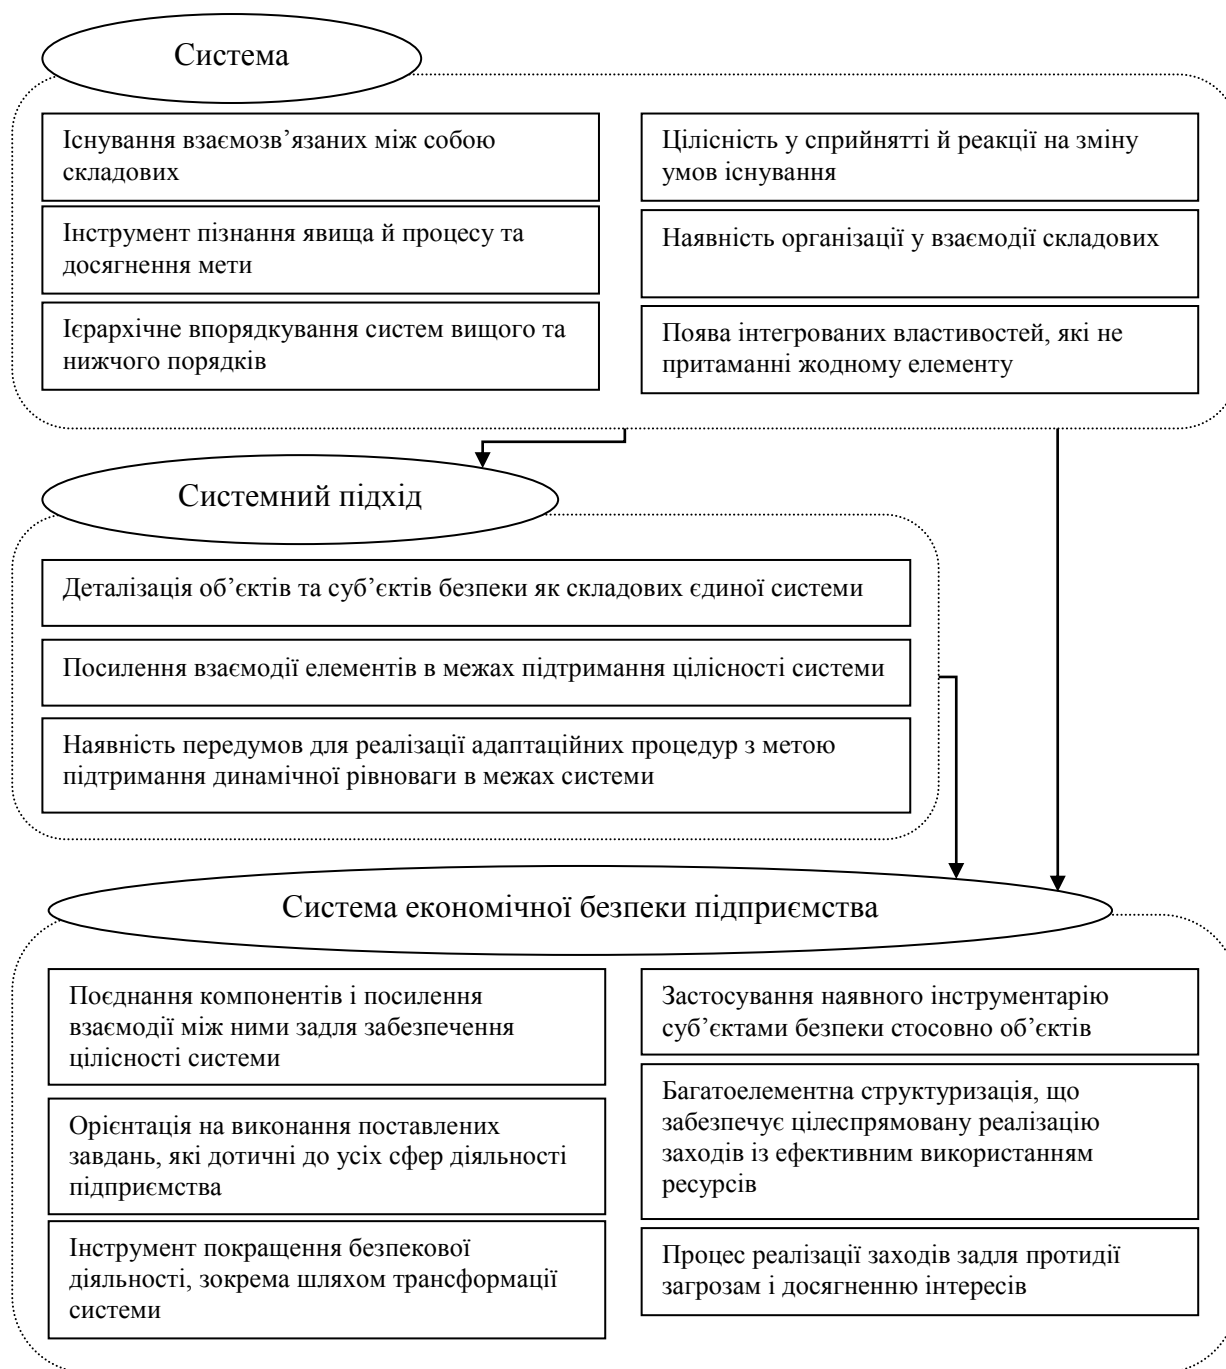 Система
Існування взаємозв’язаних між собою
складових
Інструмент пізнання явища й процесу та
досягнення мети
Ієрархічне впорядкування систем вищого та
нижчого порядків
Цілісність у сприйнятті й реакції на зміну
умов існування
Наявність організації у взаємодії складових
Поява інтегрованих властивостей, які не
притаманні жодному елементу
Системний підхід
Деталізація об’єктів та суб’єктів безпеки як складових єдиної системи
Посилення взаємодії елементів в межах підтримання цілісності системи
Наявність передумов для реалізації адаптаційних процедур з метою
підтримання динамічної рівноваги в межах системи
Система економічної безпеки підприємства
Поєднання компонентів і посилення
взаємодії між ними задля забезпечення
цілісності системи
Орієнтація на виконання поставлених
завдань, які дотичні до усіх сфер діяльності
підприємства
Інструмент покращення безпекової
діяльності, зокрема шляхом трансформації
системи
Застосування наявного інструментарію
суб’єктами безпеки стосовно об’єктів
Багатоелементна структуризація, що
забезпечує цілеспрямовану реалізацію
заходів із ефективним використанням
ресурсів
Процес реалізації заходів задля протидії
загрозам і досягненню інтересів